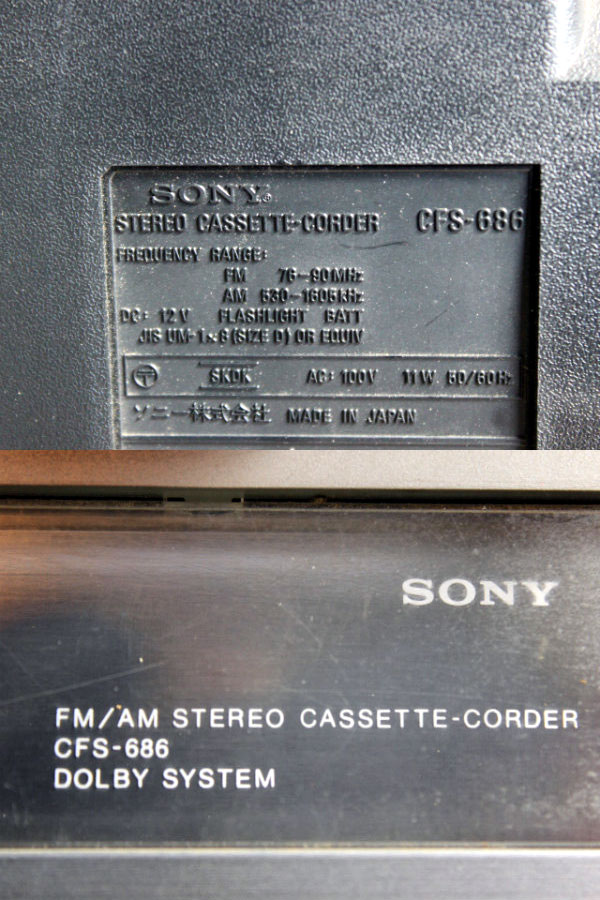 SONY®
STEREO CASSETTE-CORDER CFS-686
FREQUENCY RANGE:
FM 76-90MHz
AM 530-1605kHz
DC: 12V FLASHLIGHT BATT
JIS UM-1×8 (SIZE D) OR EQUIV
〒 SKDK AC: 100V 11W 50/60Hz
ソニー株式会社 MADE IN JAPAN
SONY
FM/AM STEREO CASSETTE-CORDER
CFS-686
DOLBY SYSTEM